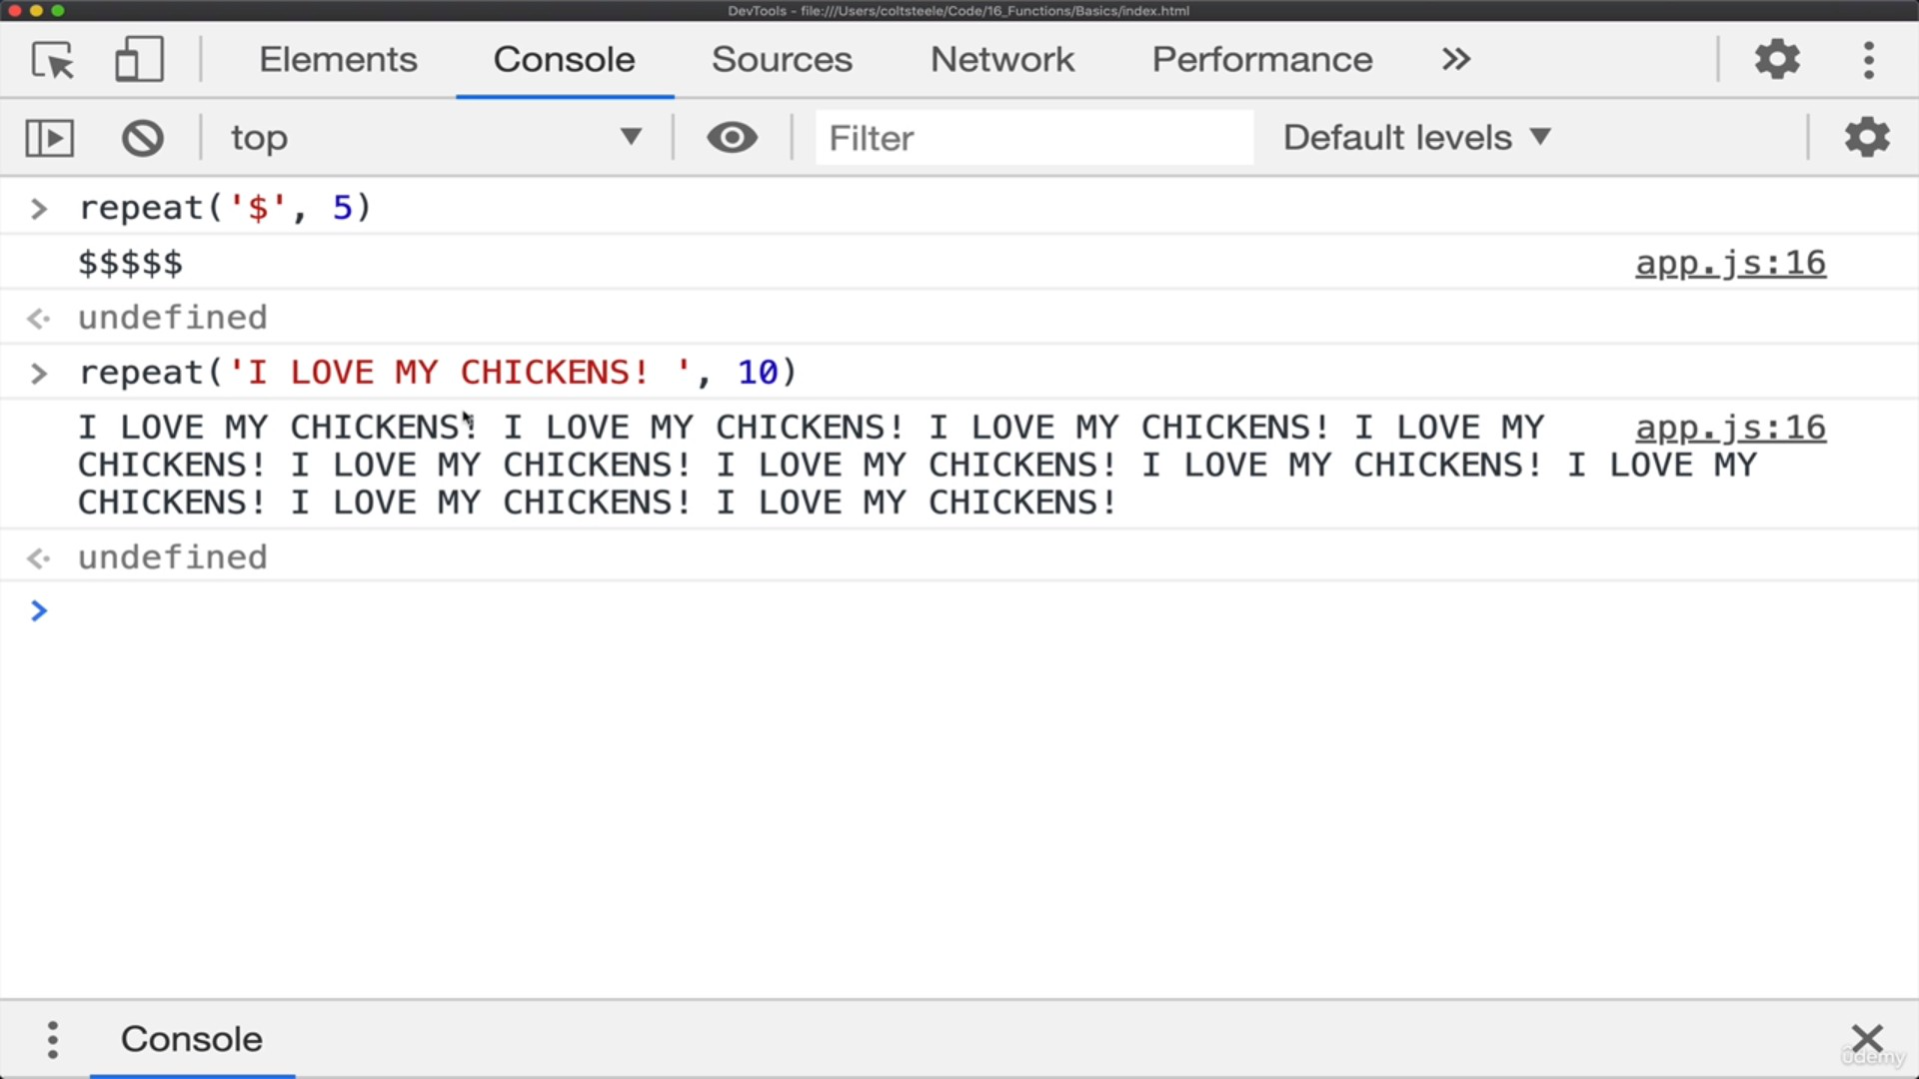 DevTools - file:///Users/coltsteele/Code/16_Functions/Basics/index.html
Elements Console Sources Network Performance »
top Filter Default levels
> repeat('$', 5)
$$$$$ app.js:16
undefined
> repeat('I LOVE MY CHICKENS! ', 10)
I LOVE MY CHICKENS! I LOVE MY CHICKENS! I LOVE MY CHICKENS! I LOVE MY app.js:16
CHICKENS! I LOVE MY CHICKENS! I LOVE MY CHICKENS! I LOVE MY CHICKENS! I LOVE MY
CHICKENS! I LOVE MY CHICKENS! I LOVE MY CHICKENS!
undefined
>
Console
ûdemy